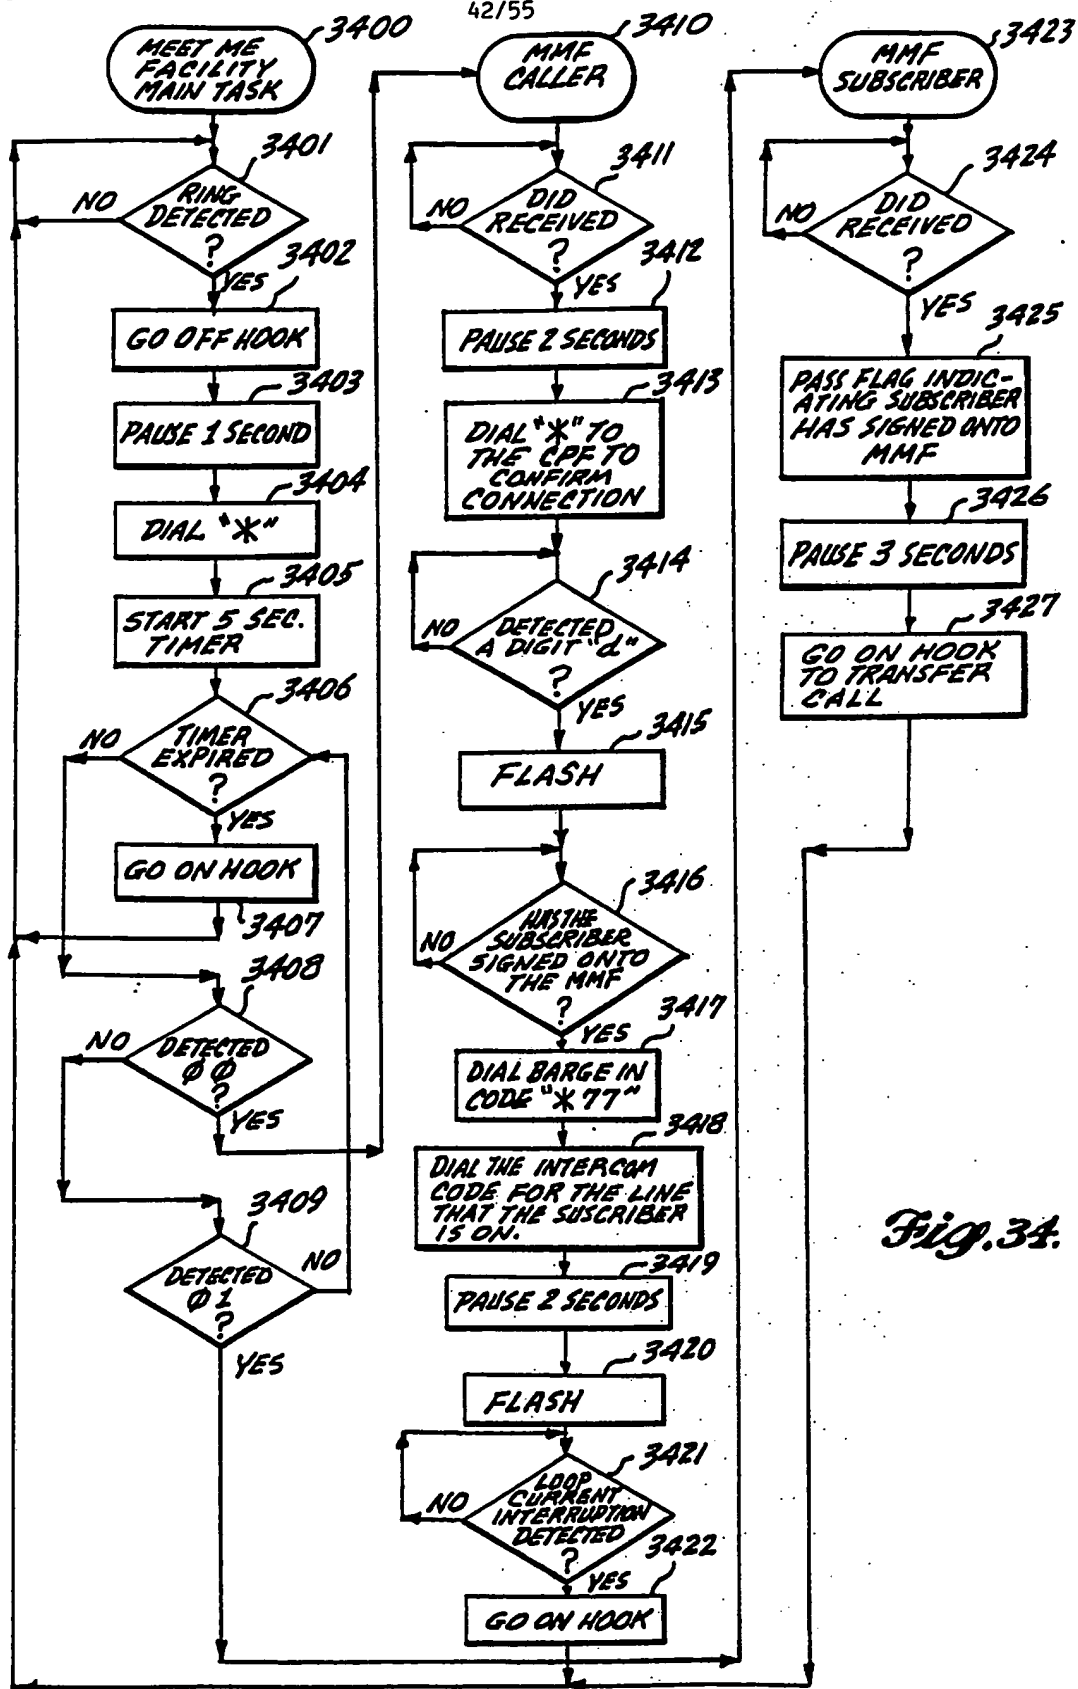 42/55
3400
MEET ME
FACILITY
MAIN TASK
3401
RING
DETECTED
?
NO
YES
3402
GO OFF HOOK
3403
PAUSE 1 SECOND
3404
DIAL "*"
3405
START 5 SEC.
TIMER
3406
TIMER
EXPIRED
?
NO
YES
GO ON HOOK
3407
3408
DETECTED
ØØ
?
NO
YES
3409
DETECTED
Ø1
?
NO
YES
3410
MMF
CALLER
3411
DID
RECEIVED
?
NO
YES
3412
PAUSE 2 SECONDS
3413
DIAL "*" TO
THE CPF TO
CONFIRM
CONNECTION
3414
DETECTED
A DIGIT "d"
?
NO
YES
3415
FLASH
3416
HAS THE
SUBSCRIBER
SIGNED ONTO
THE MMF
?
NO
YES
3417
DIAL BARGE IN
CODE "*77"
3418
DIAL THE INTERCOM
CODE FOR THE LINE
THAT THE SUSCRIBER
IS ON.
3419
PAUSE 2 SECONDS
3420
FLASH
3421
LOOP
CURRENT
INTERRUPTION
DETECTED
?
NO
YES
3422
GO ON HOOK
3423
MMF
SUBSCRIBER
3424
DID
RECEIVED
?
NO
YES
3425
PASS FLAG INDIC-
ATING SUBSCRIBER
HAS SIGNED ONTO
MMF
3426
PAUSE 3 SECONDS
3427
GO ON HOOK
TO TRANSFER
CALL
Fig. 34.